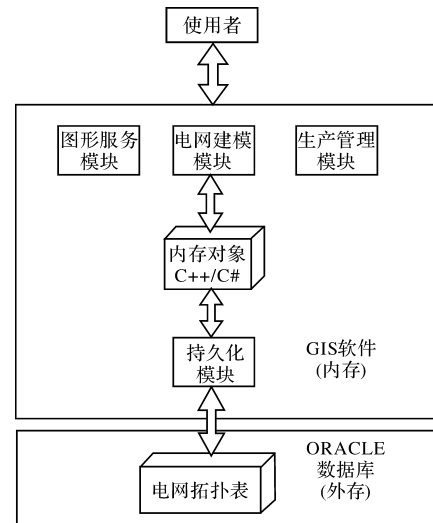 使用者
图形服务
模块
电网建模
模块
生产管理
模块
内存对象
C++/C#
持久化
模块
GIS软件
(内存)
ORACLE
数据库
(外存)
电网拓扑表